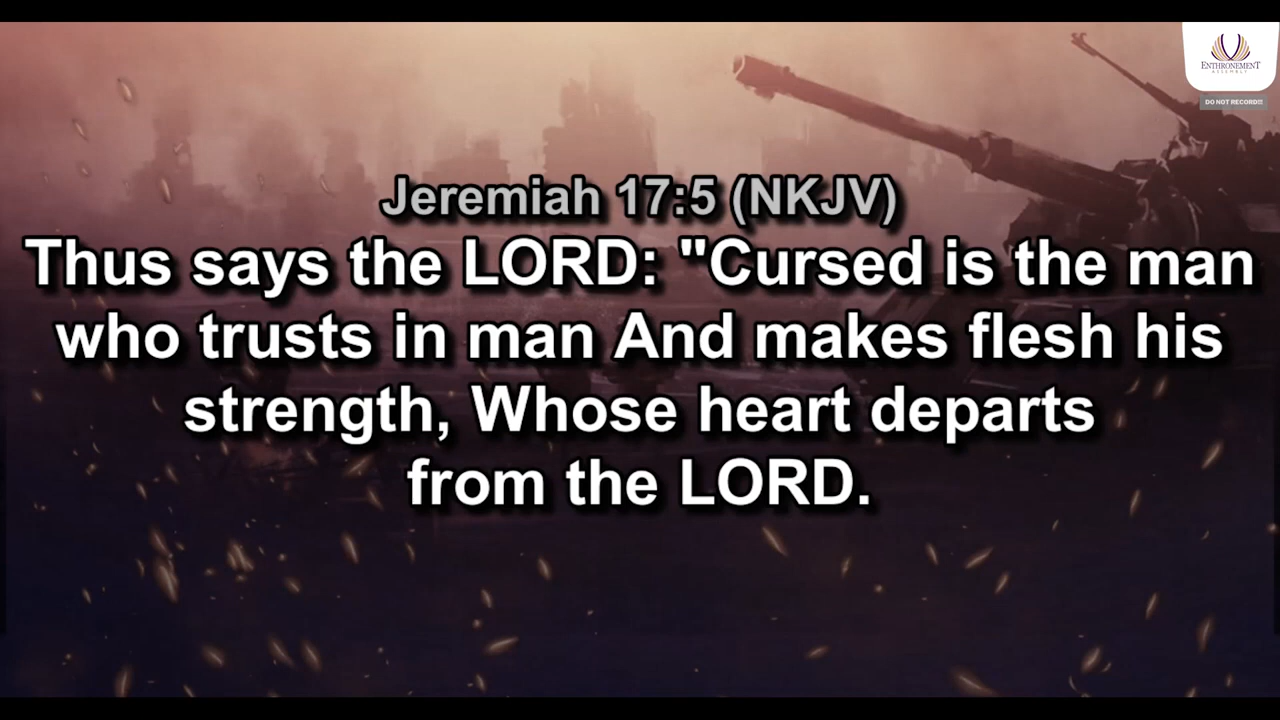 ENTHRONEMENT
ASSEMBLY
DO NOT RECORD!!!
Jeremiah 17:5 (NKJV)
Thus says the LORD: "Cursed is the man
who trusts in man And makes flesh his
strength, Whose heart departs
from the LORD.